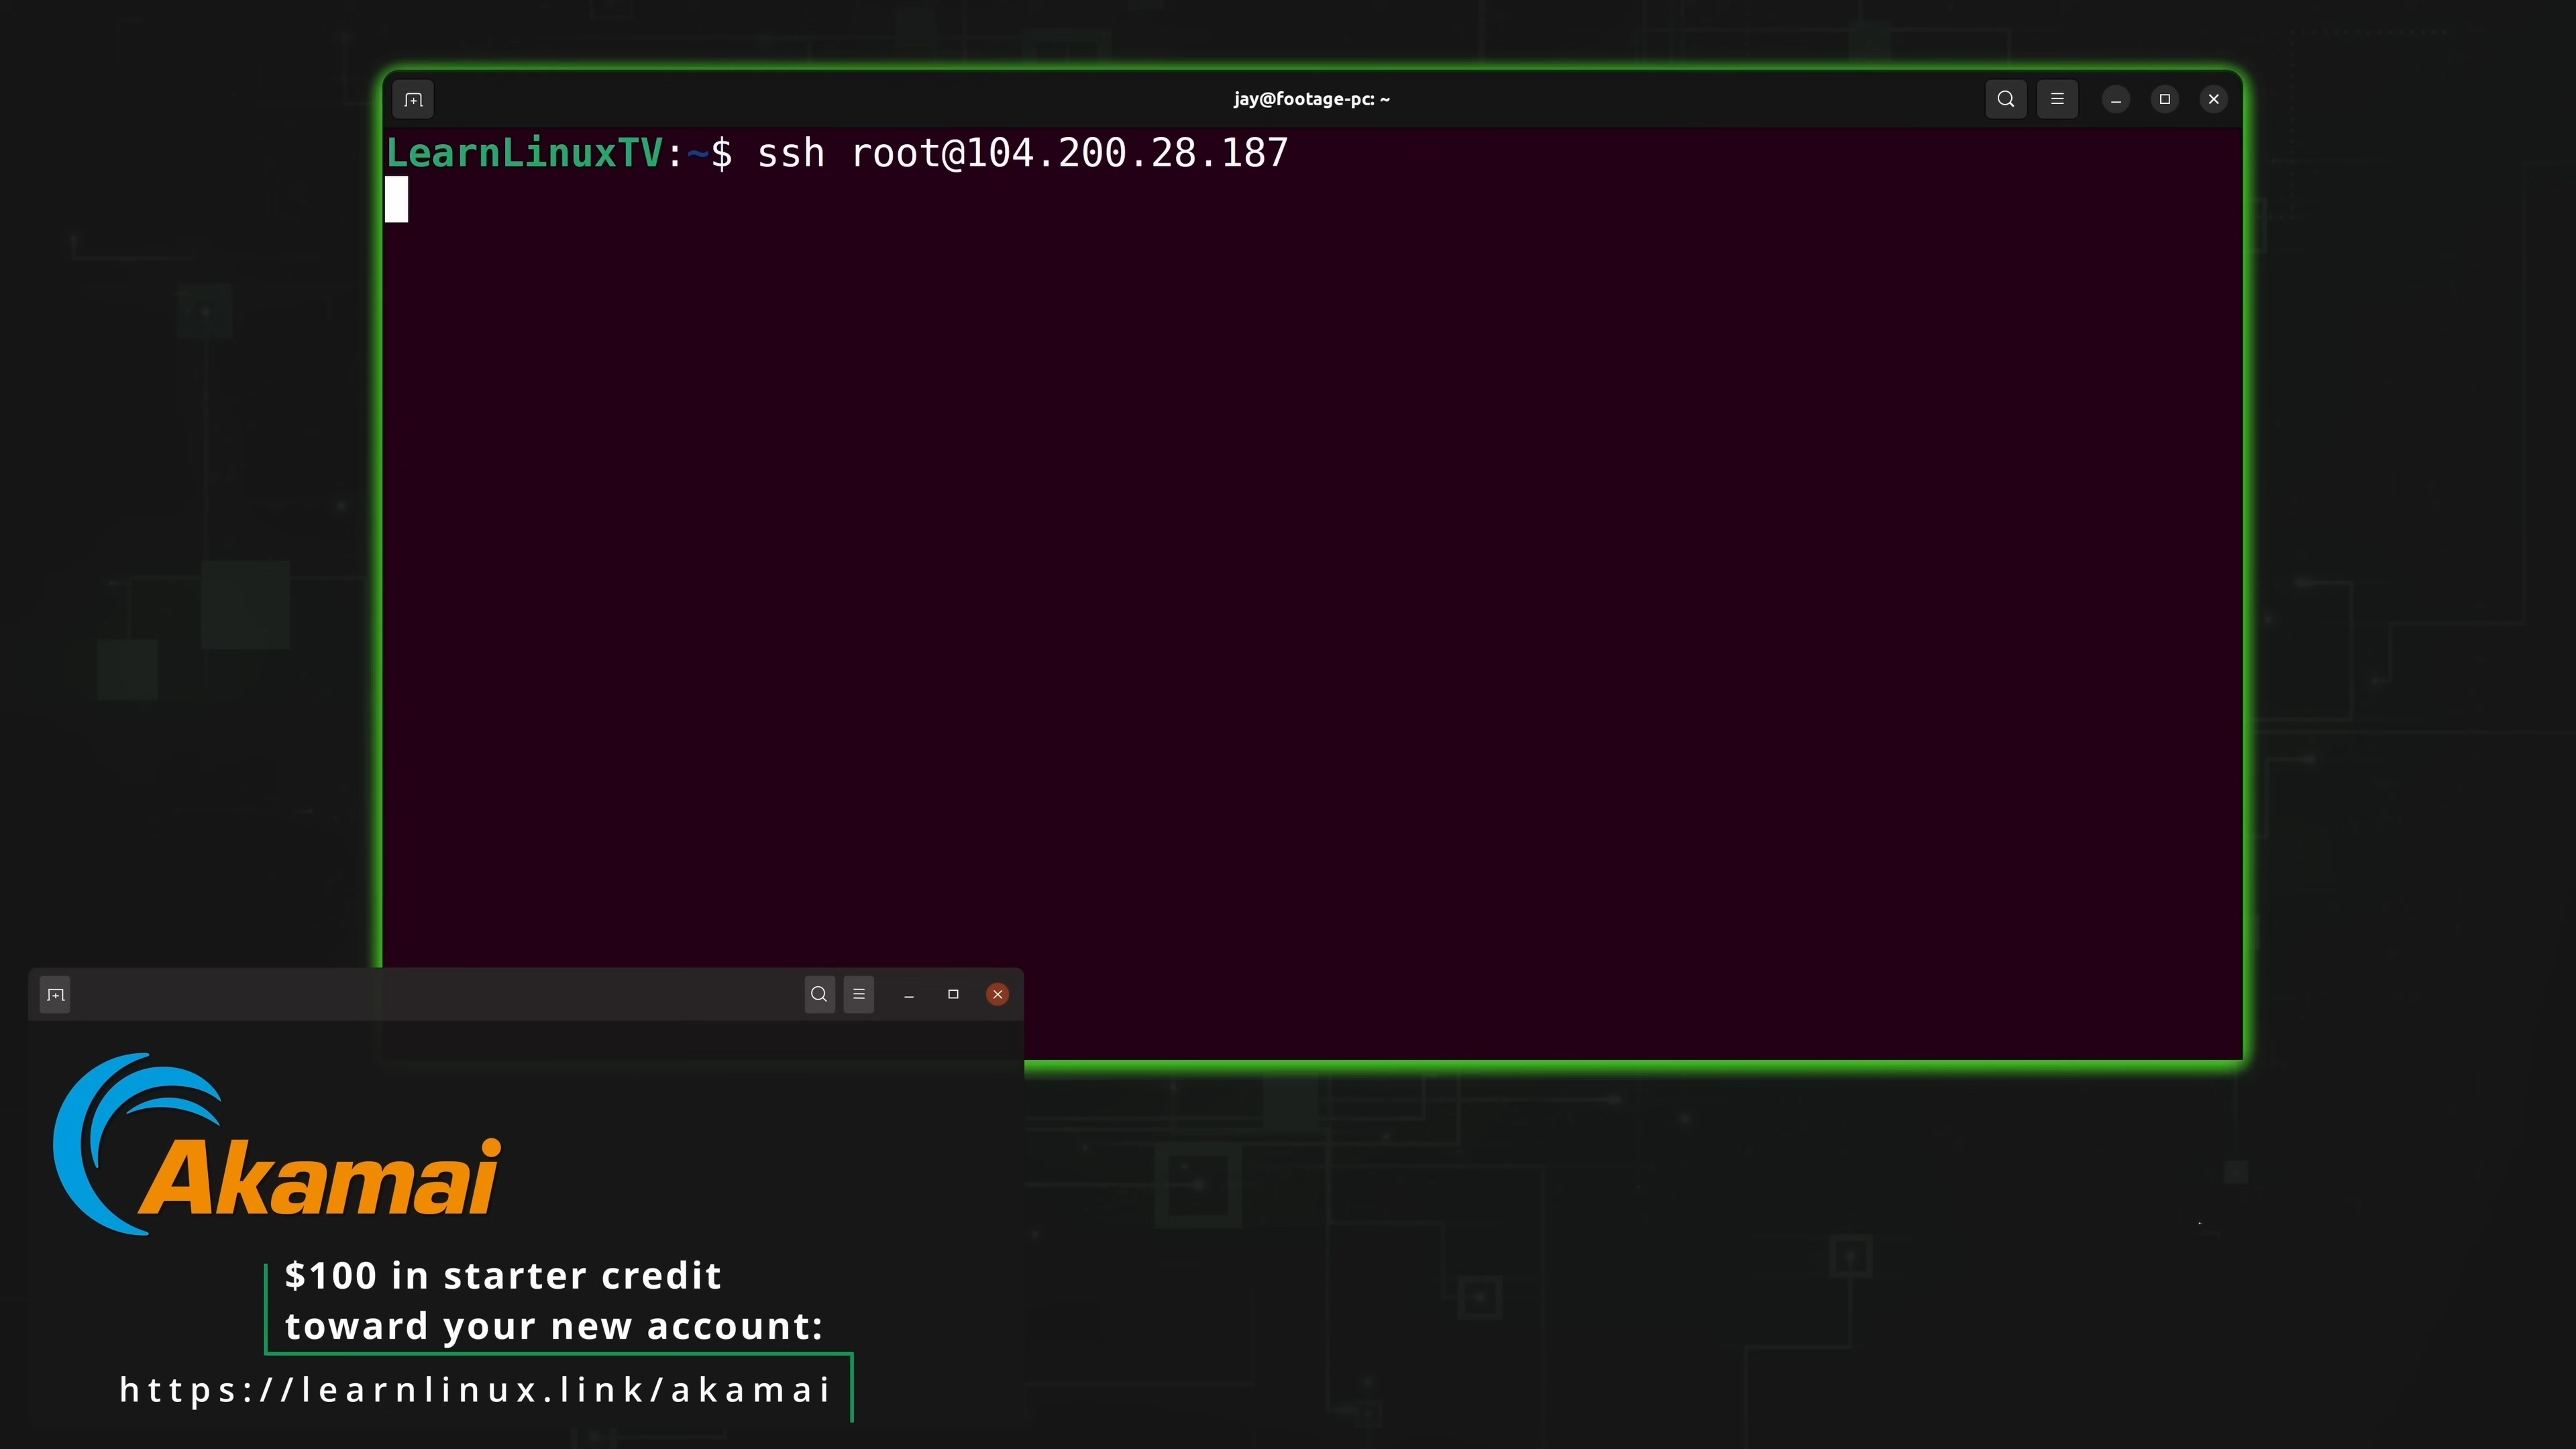 jay@footage-pc: ~
LearnLinuxTV:~$ ssh root@104.200.28.187
Akamai
$100 in starter credit
toward your new account:
https://learnlinux.link/akamai